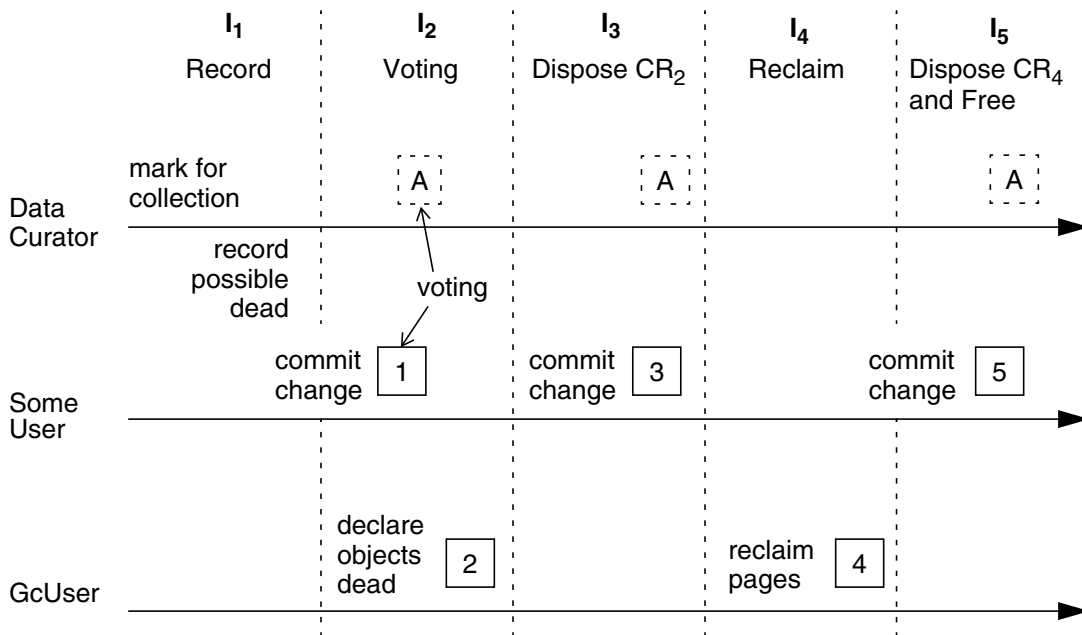 I1 I2 I3 I4 I5
Record Voting Dispose CR2 Reclaim Dispose CR4
and Free
mark for
collection
A A A
Data
Curator
record
possible
dead
voting
commit
change
1
commit
change
3
commit
change
5
Some
User
declare
objects
dead
2
reclaim
pages
4
GcUser